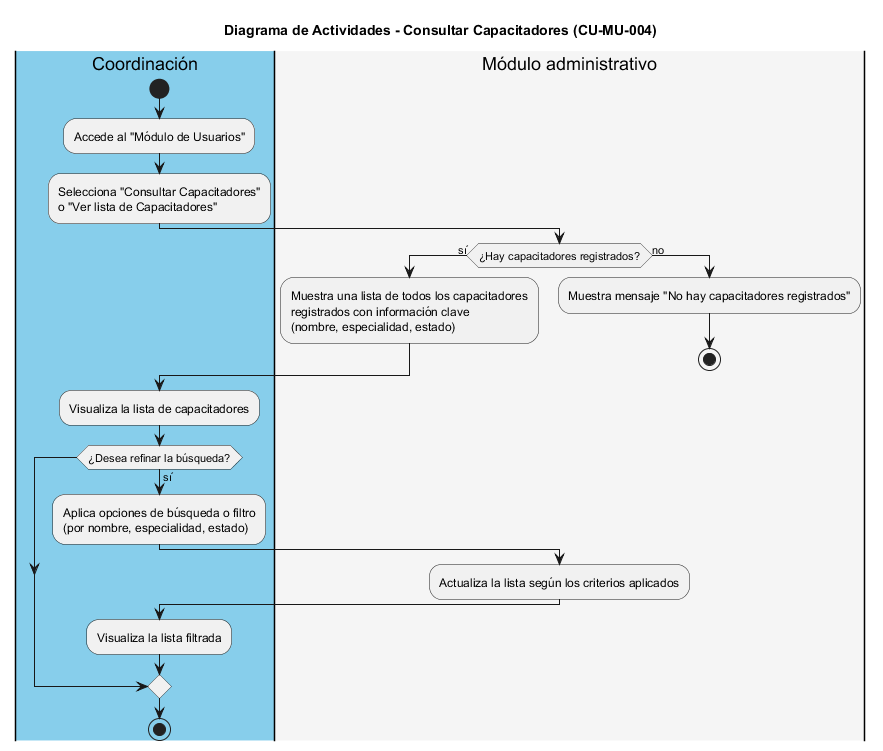 Diagrama de Actividades - Consultar Capacitadores (CU-MU-004)
Coordinación
Módulo administrativo
Accede al "Módulo de Usuarios"
Selecciona "Consultar Capacitadores"
o "Ver lista de Capacitadores"
sí
¿Hay capacitadores registrados?
no
Muestra una lista de todos los capacitadores
registrados con información clave
(nombre, especialidad, estado)
Muestra mensaje "No hay capacitadores registrados"
Visualiza la lista de capacitadores
¿Desea refinar la búsqueda?
sí
Aplica opciones de búsqueda o filtro
(por nombre, especialidad, estado)
Actualiza la lista según los criterios aplicados
Visualiza la lista filtrada